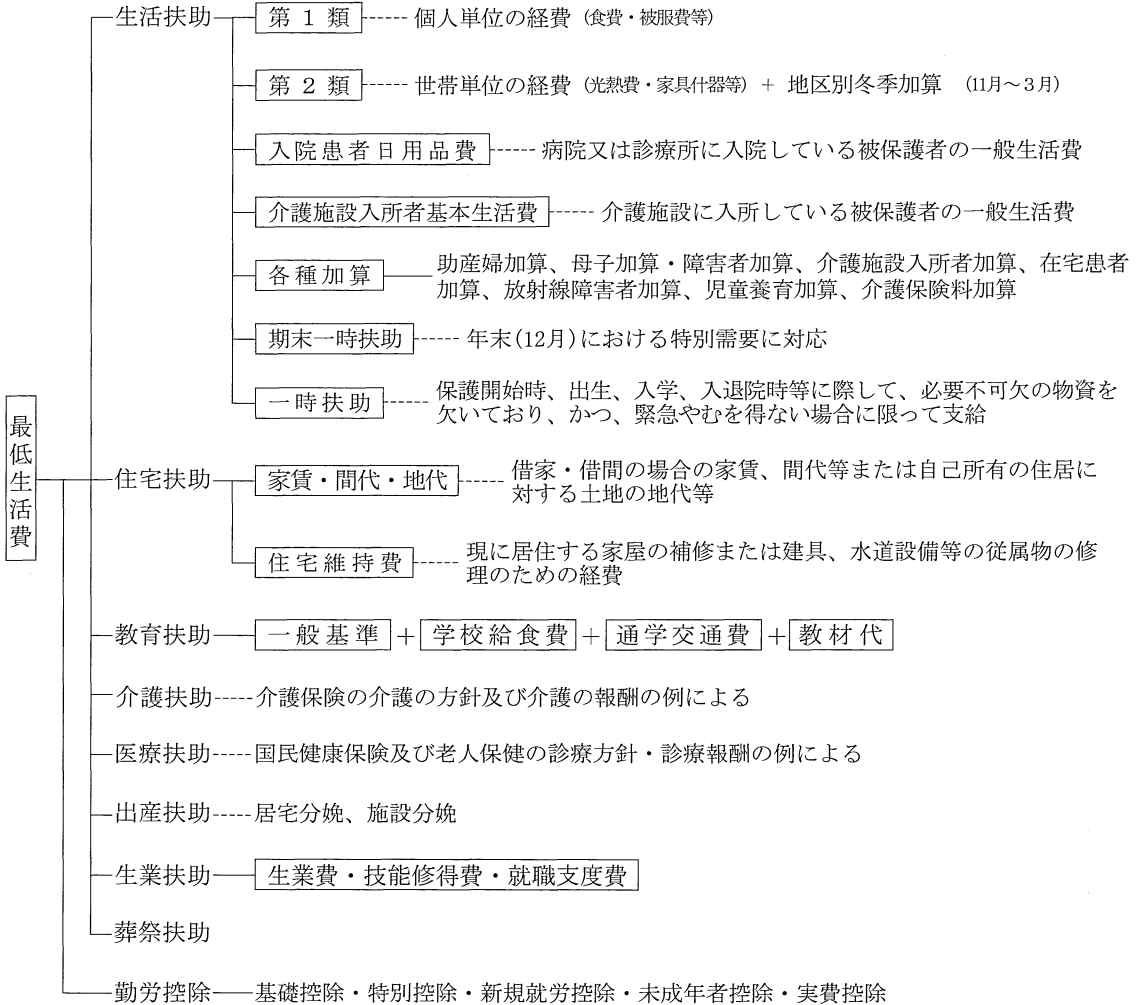 生活扶助 第1類 個人単位の経費 (食費・被服費等)
第2類 世帯単位の経費 (光熱費・家具什器等) + 地区別冬季加算 (11月～3月)
入院患者日用品費 病院又は診療所に入院している被保護者の一般生活費
介護施設入所者基本生活費 介護施設に入所している被保護者の一般生活費
各種加算 助産婦加算、母子加算・障害者加算、介護施設入所者加算、在宅患者
加算、放射線障害者加算、児童養育加算、介護保険料加算
期末一時扶助 年末(12月)における特別需要に対応
一時扶助 保護開始時、出生、入学、入退院時等に際して、必要不可欠の物資を
欠いており、かつ、緊急やむを得ない場合に限って支給
最低生活費
住宅扶助 家賃・間代・地代 借家・借間の場合の家賃、間代等または自己所有の住居に
対する土地の地代等
住宅維持費 現に居住する家屋の補修または建具、水道設備等の従属物の修
理のための経費
教育扶助 一般基準 + 学校給食費 + 通学交通費 + 教材代
介護扶助 介護保険の介護の方針及び介護の報酬の例による
医療扶助 国民健康保険及び老人保健の診療方針・診療報酬の例による
出産扶助 居宅分娩、施設分娩
生業扶助 生業費・技能修得費・就職支度費
葬祭扶助
勤労控除 基礎控除・特別控除・新規就労控除・未成年者控除・実費控除